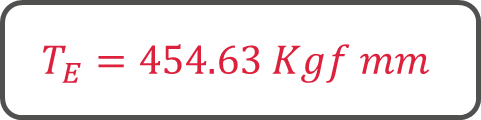 T_E = 454.63 Kgf mm